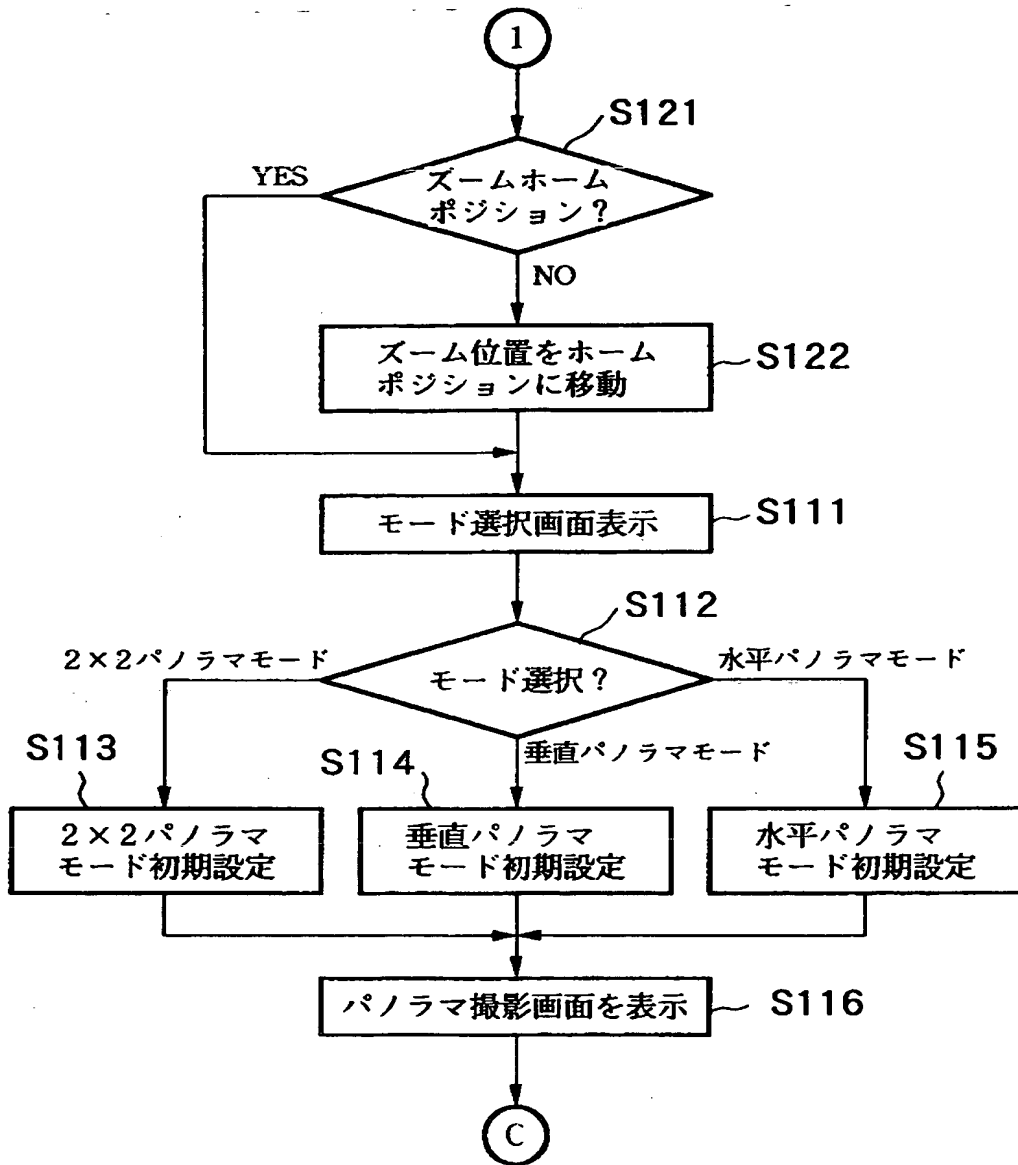 1
S121
YES
ズームホーム
ポジション？
NO
ズーム位置をホーム
ポジションに移動
S122
モード選択画面表示
S111
S112
2×2パノラマモード
モード選択？
水平パノラマモード
垂直パノラマモード
S113
S114
S115
2×2パノラマ
モード初期設定
垂直パノラマ
モード初期設定
水平パノラマ
モード初期設定
パノラマ撮影画面を表示
S116
C